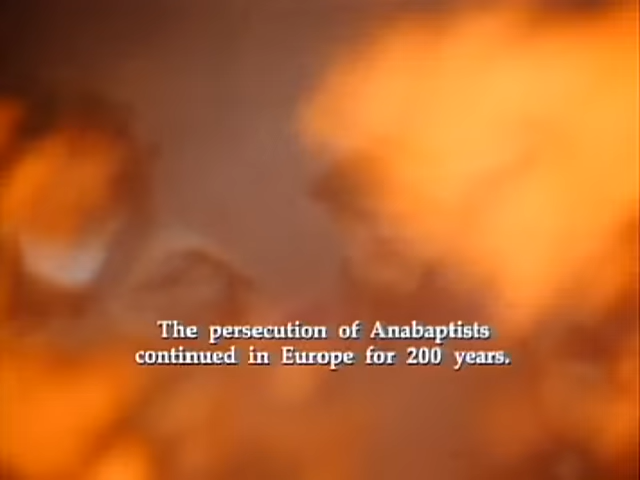 The persecution of Anabaptists
continued in Europe for 200 years.